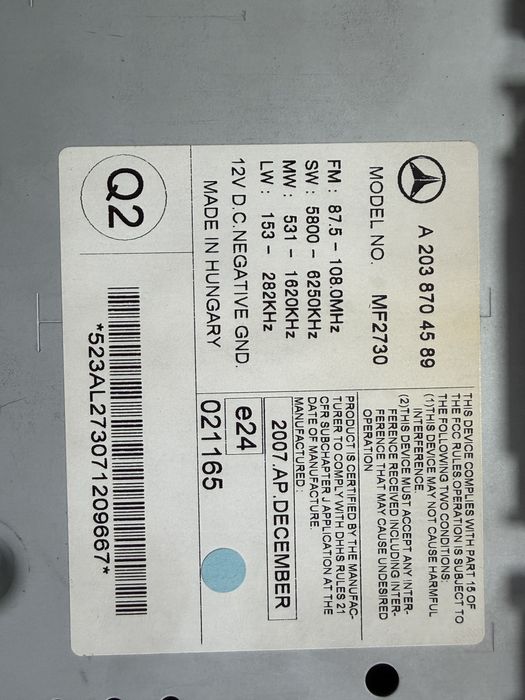 A 203 870 45 89
MODEL NO. MF2730
FM : 87.5 - 108.0MHz
SW : 5800 - 6250KHz
MW : 531 - 1620KHz
LW : 153 - 282KHz
12V D.C.NEGATIVE GND.
MADE IN HUNGARY
THIS DEVICE COMPLIES WITH PART 15 OF
THE FCC RULES OPERATION IS SUBJECT TO
THE FOLLOWING TWO CONDITIONS:
(1)THIS DEVICE MAY NOT CAUSE HARMFUL
INTERFERENCE
(2)THIS DEVICE MUST ACCEPT ANY INTER-
FERENCE RECEIVED INCLUDING INTER-
FERENCE THAT MAY CAUSE UNDESIRED
OPERATION
PRODUCT IS CERTIFIED BY THE MANUFAC-
TURER TO COMPLY WITH DHHS RULES 21
CFR SUBCHAPTER J APPLICATION AT THE
DATE OF MANUFACTURE.
MANUFACTURED :
2007.AP.DECEMBER
e24
021165
Q2
*523AL273071209667*